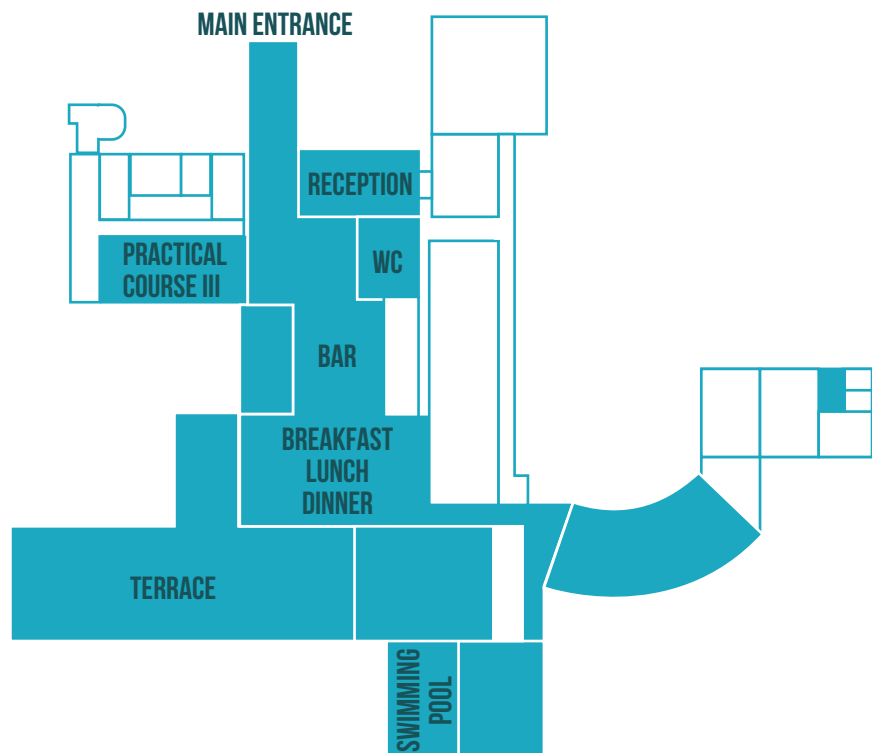 MAIN ENTRANCE
RECEPTION
PRACTICAL
COURSE III
WC
BAR
BREAKFAST
LUNCH
DINNER
TERRACE
SWIMMING
POOL